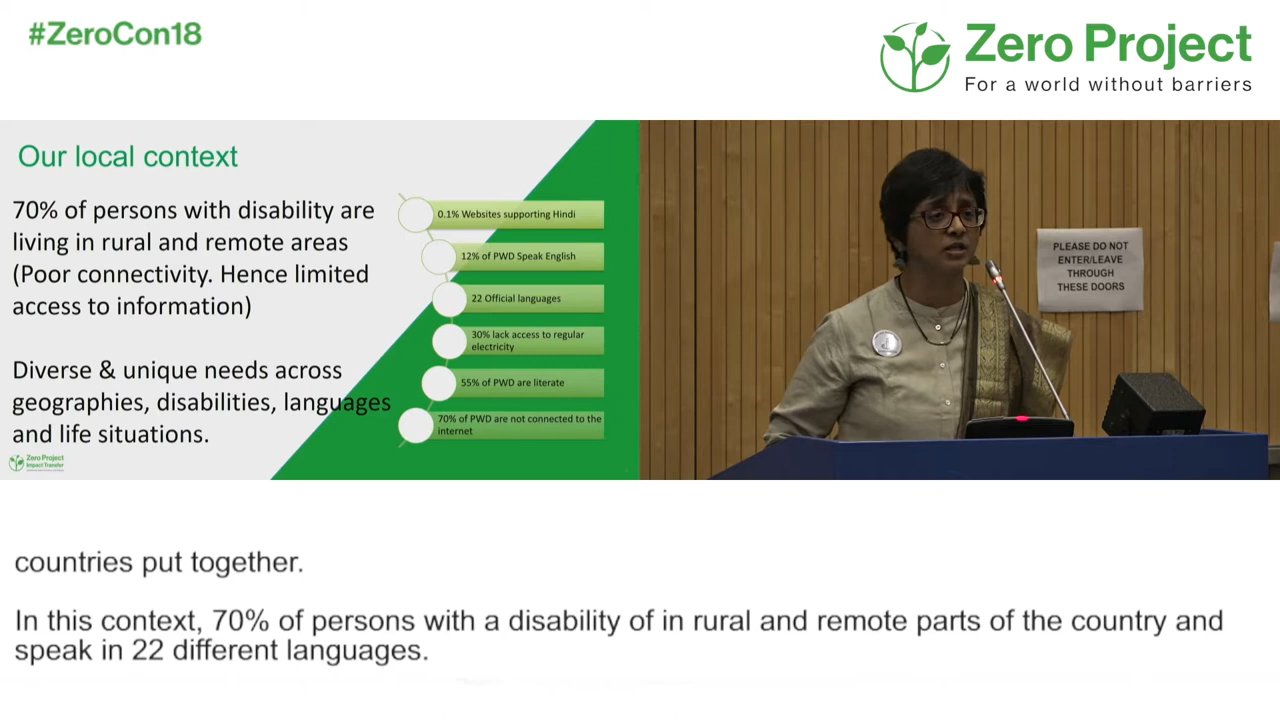 #ZeroCon18
Zero Project
For a world without barriers
Our local context
70% of persons with disability are
living in rural and remote areas
(Poor connectivity. Hence limited
access to information)
Diverse & unique needs across
geographies, disabilities, languages
and life situations.
0.1% Websites supporting Hindi
12% of PWD Speak English
22 Official languages
30% lack access to regular
electricity
55% of PWD are literate
70% of PWD are not connected to the
internet
Zero Project
Impact Transfer
PLEASE DO NOT
ENTER/LEAVE
THROUGH
THESE DOORS
countries put together.
In this context, 70% of persons with a disability of in rural and remote parts of the country and
speak in 22 different languages.